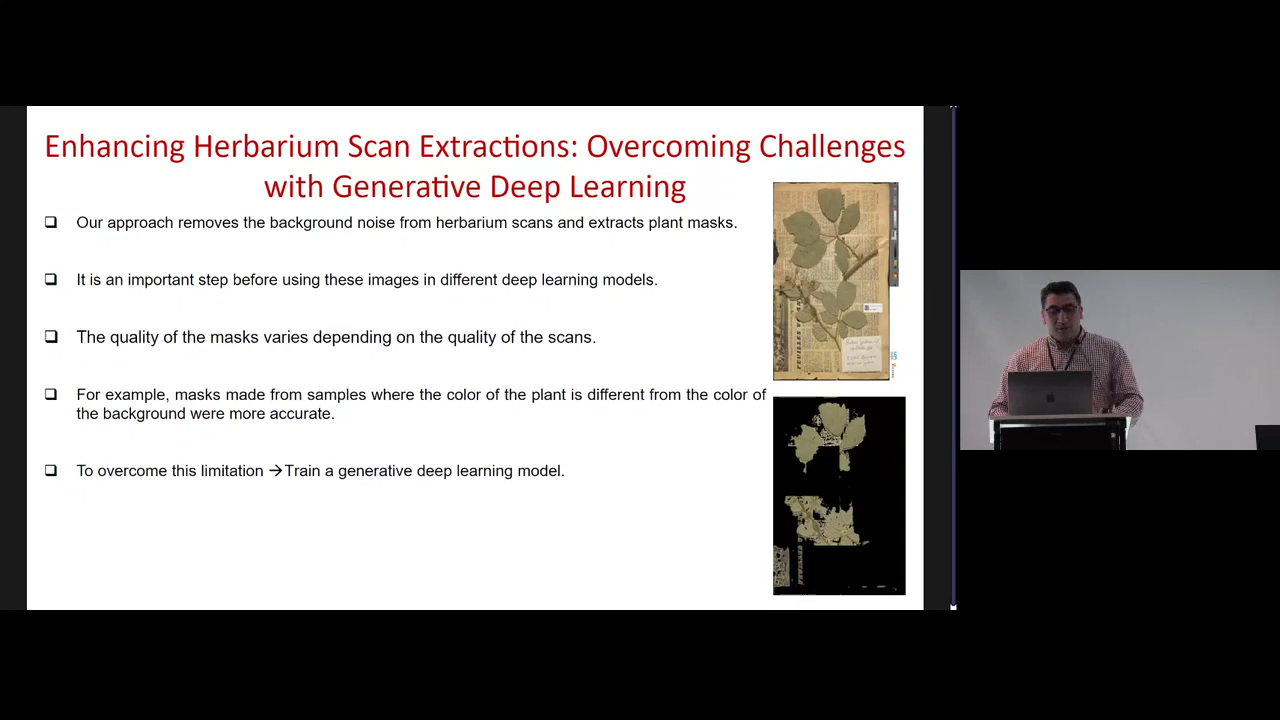 Enhancing Herbarium Scan Extractions: Overcoming Challenges
with Generative Deep Learning
❑ Our approach removes the background noise from herbarium scans and extracts plant masks.
❑ It is an important step before using these images in different deep learning models.
❑ The quality of the masks varies depending on the quality of the scans.
❑ For example, masks made from samples where the color of the plant is different from the color of
the background were more accurate.
❑ To overcome this limitation →Train a generative deep learning model.